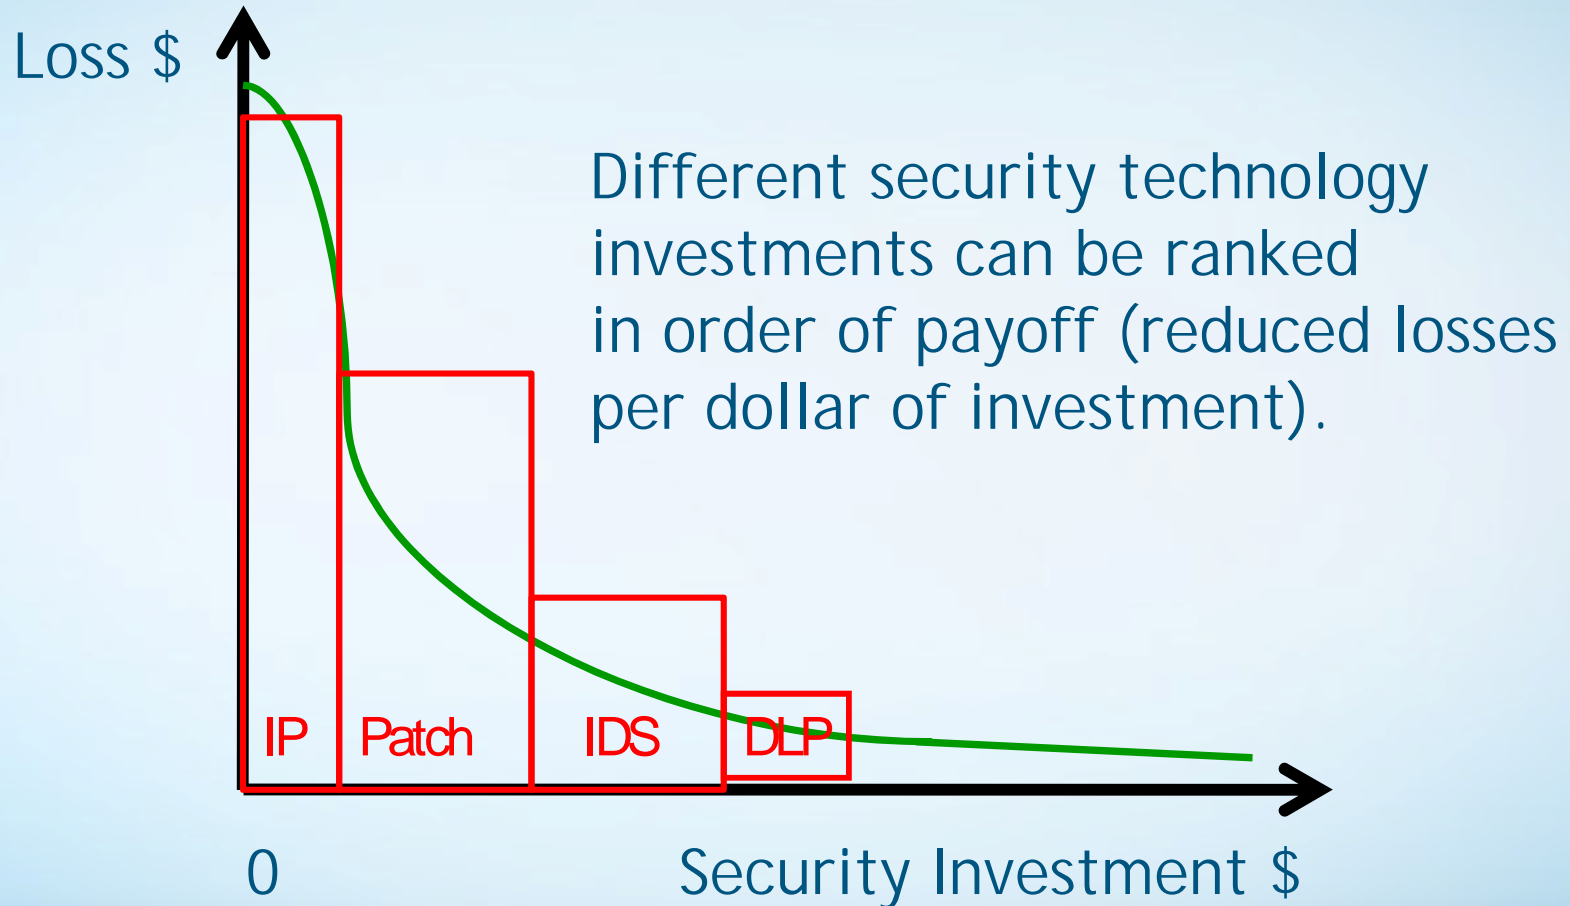 Loss $
Different security technology
investments can be ranked
in order of payoff (reduced losses
per dollar of investment).
IP
Patch
IDS
DLP
0
Security Investment $